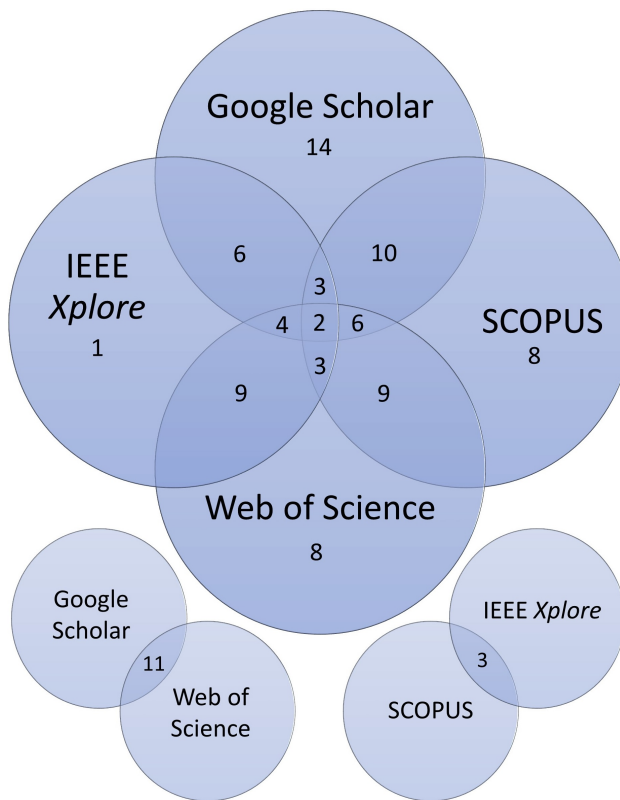 Google Scholar
14
6
10
IEEE
Xplore
1
3
SCOPUS
8
4
2
6
3
9
9
Web of Science
8
Google
Scholar
11
Web of
Science
IEEE Xplore
3
SCOPUS